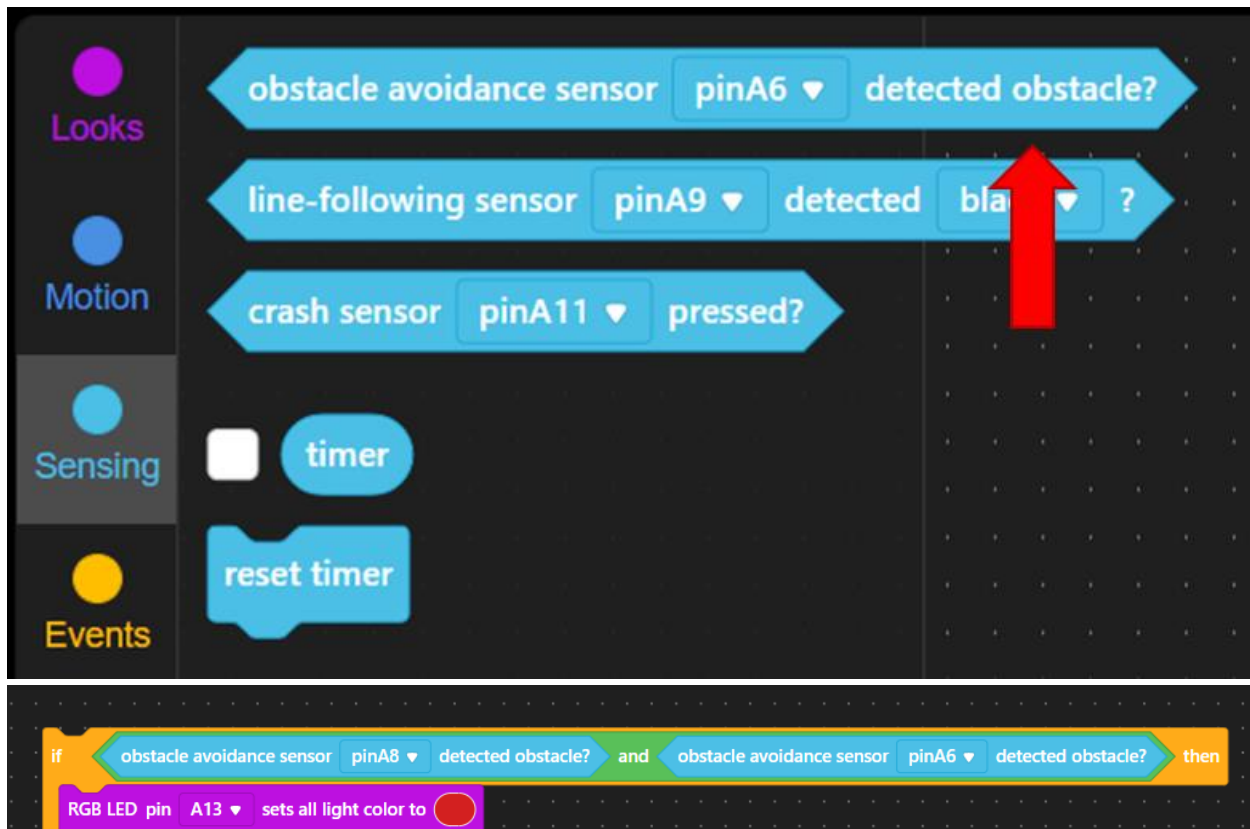 Looks
Motion
Sensing
Events
obstacle avoidance sensor pinA6 detected obstacle?
line-following sensor pinA9 detected ?
crash sensor pinA11 pressed?
timer
reset timer
if obstacle avoidance sensor pinA8 detected obstacle? and obstacle avoidance sensor pinA6 detected obstacle? then
RGB LED pin A13 sets all light color to